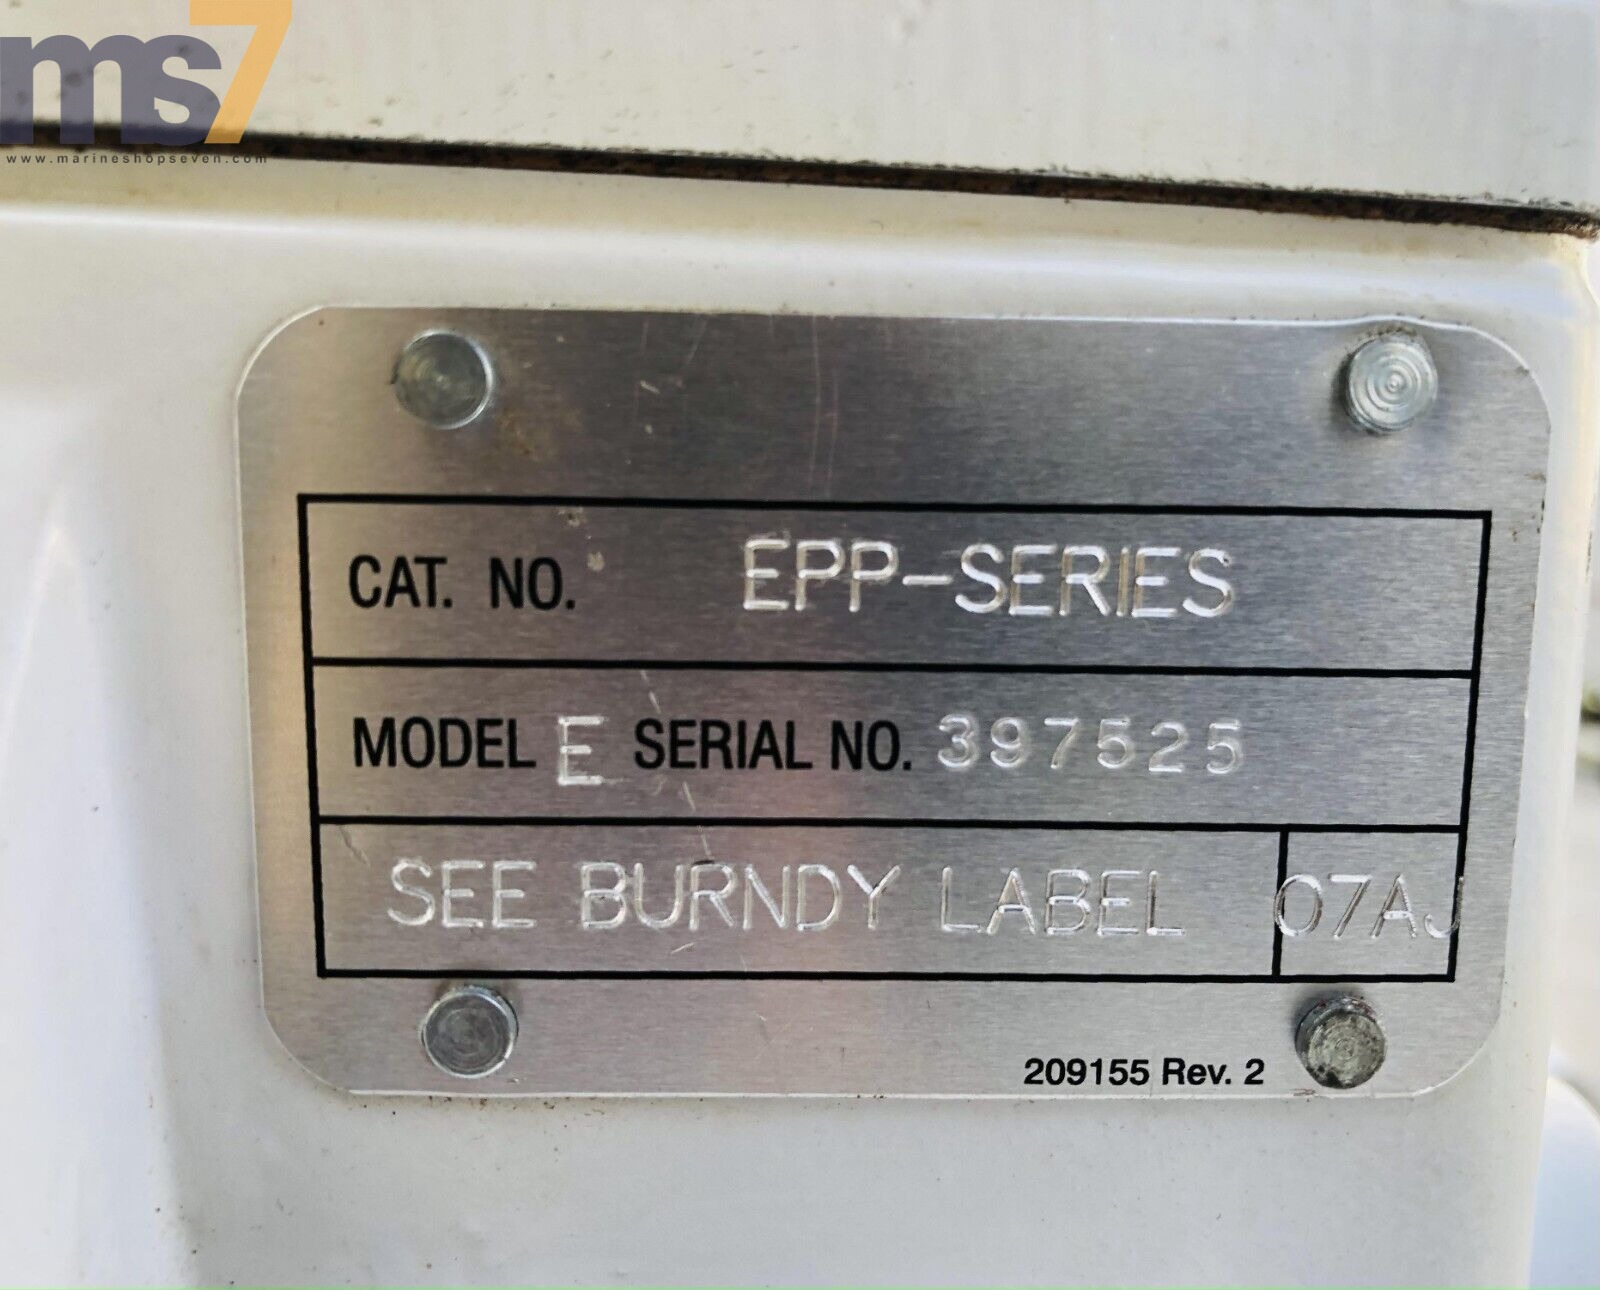 ms7
www.marineshopseven.com
CAT. NO. EPP-SERIES
MODEL E SERIAL NO. 397525
SEE BURNDY LABEL 07AJ
209155 Rev. 2